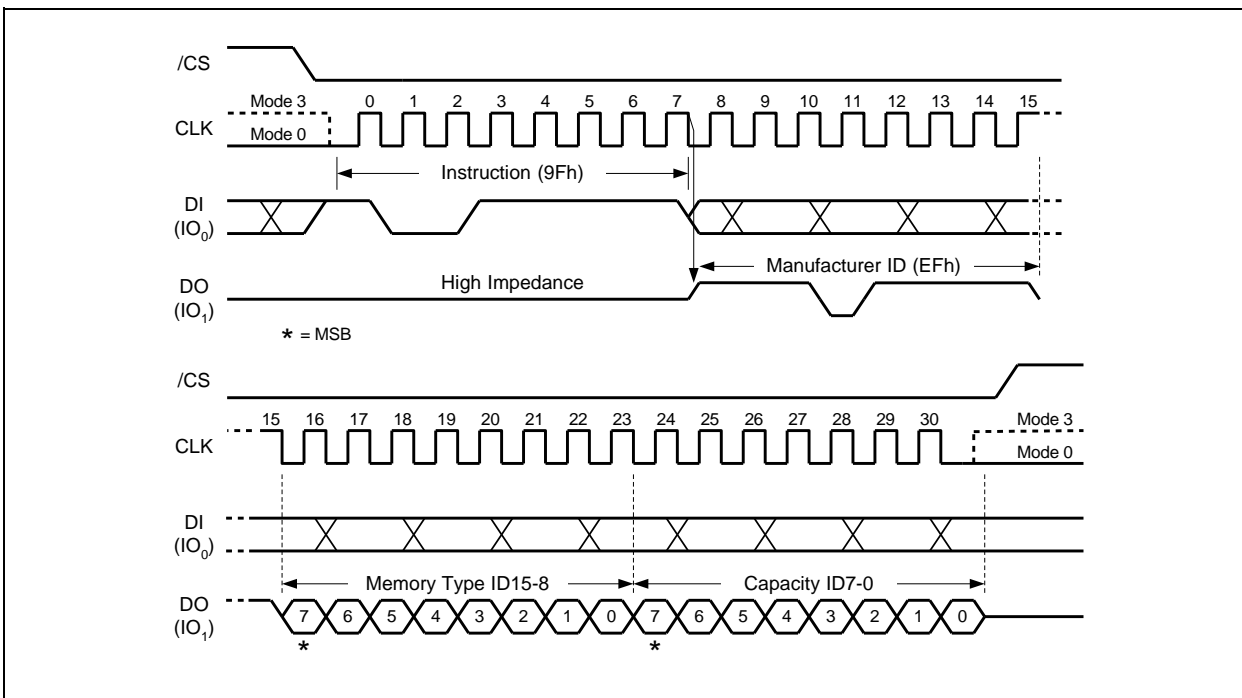 /CS
Mode 3 0 1 2 3 4 5 6 7 8 9 10 11 12 13 14 15
CLK
Mode 0
Instruction (9Fh)
DI
(IO0)
Manufacturer ID (EFh)
DO
(IO1)
High Impedance
* = MSB
/CS
15 16 17 18 19 20 21 22 23 24 25 26 27 28 29 30 Mode 3
CLK
Mode 0
DI
(IO0)
Memory Type ID15-8 Capacity ID7-0
DO
(IO1)
7 6 5 4 3 2 1 0 7 6 5 4 3 2 1 0
* *